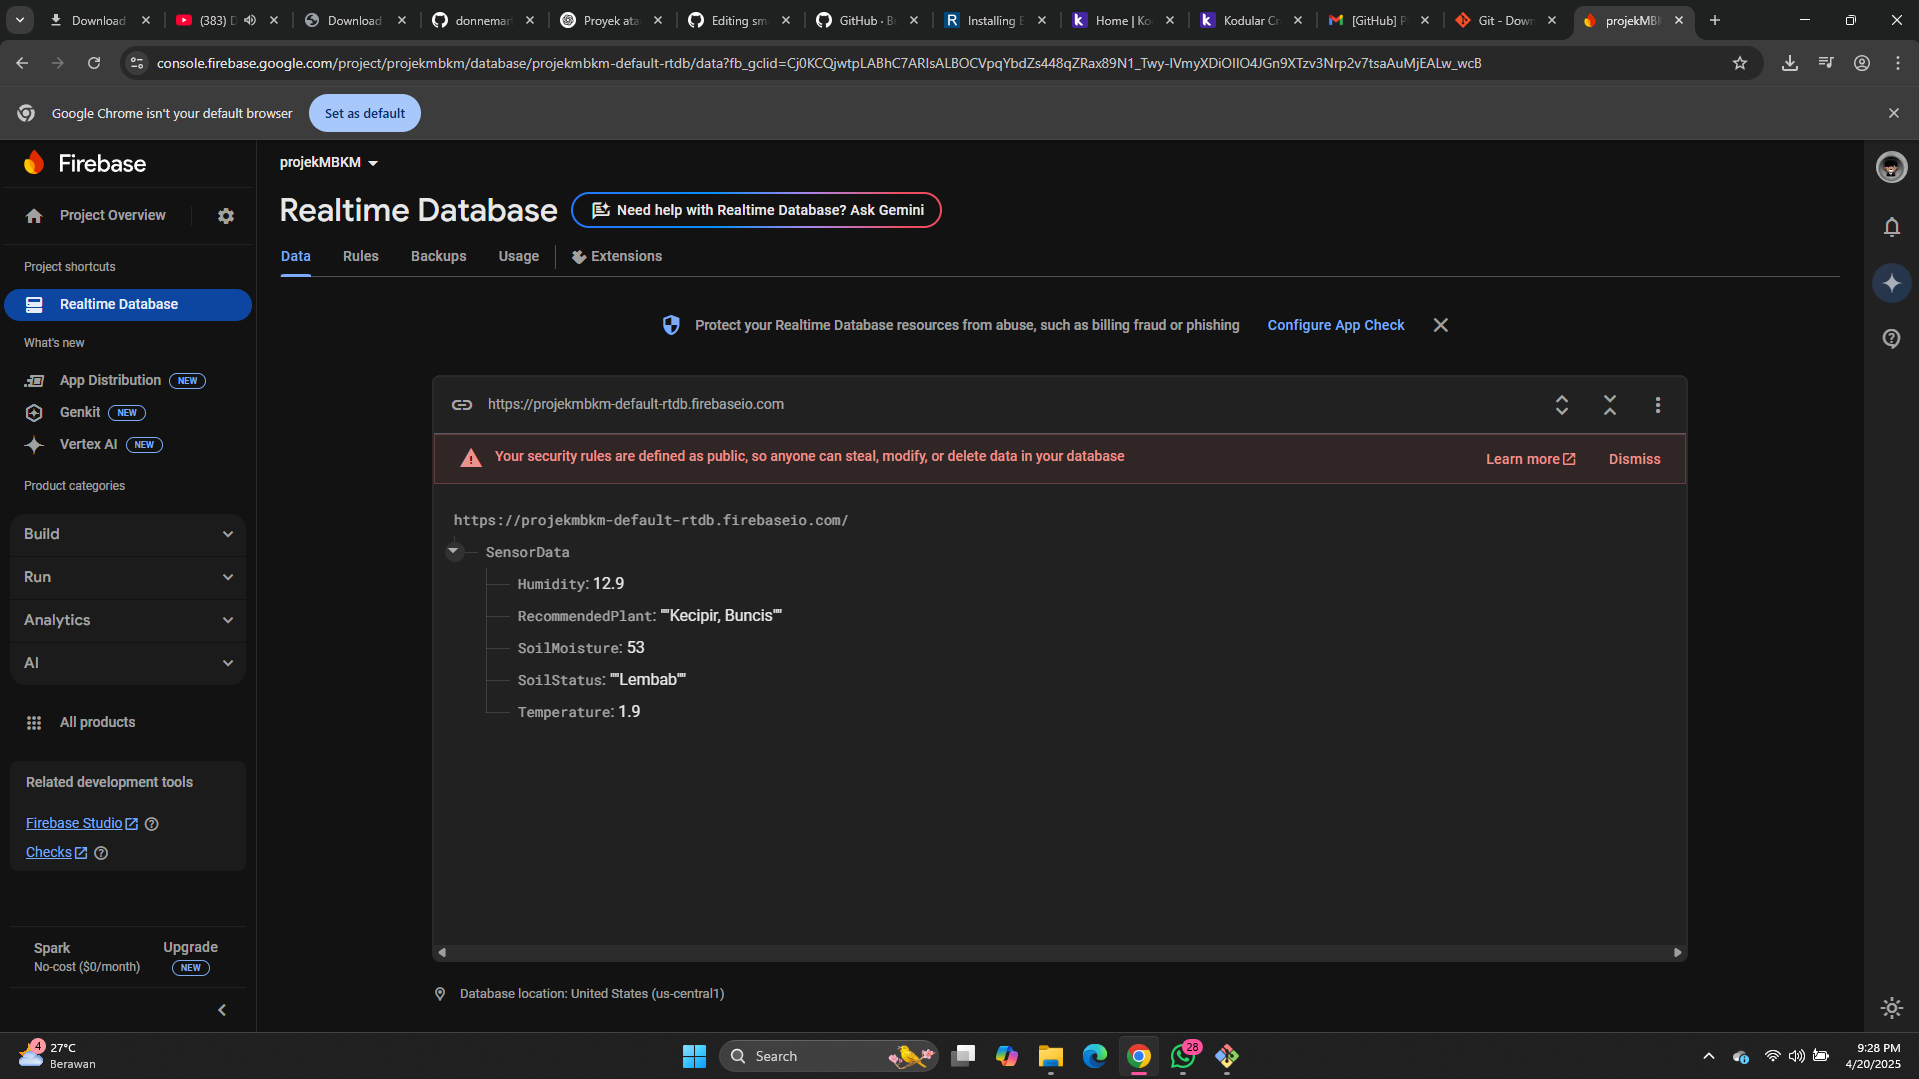 Download
(383) D
Download
donnemar
Proyek ata
Editing sm
GitHub - Bu
Installing E
Home | Ko
Kodular Cr
[GitHub] P
Git - Down
projekMBK
console.firebase.google.com/project/projekmbkm/database/projekmbkm-default-rtdb/data?fb_gclid=Cj0KCQjwtpLABhC7ARIsALBOCVpqYbdZs448qZRax89N1_Twy-IVmyXDiOIIO4JGn9XTzv3Nrp2v7tsaAuMjEALw_wcB
Google Chrome isn't your default browser
Set as default
Firebase
Project Overview
Project shortcuts
Realtime Database
What's new
App Distribution NEW
Genkit NEW
Vertex AI NEW
Product categories
Build
Run
Analytics
AI
All products
Related development tools
Firebase Studio
Checks
Spark
No-cost ($0/month)
Upgrade
NEW
projekMBKM
Realtime Database
Need help with Realtime Database? Ask Gemini
Data Rules Backups Usage Extensions
Protect your Realtime Database resources from abuse, such as billing fraud or phishing Configure App Check
https://projekmbkm-default-rtdb.firebaseio.com
Your security rules are defined as public, so anyone can steal, modify, or delete data in your database Learn more Dismiss
https://projekmbkm-default-rtdb.firebaseio.com/
SensorData
Humidity: 12.9
RecommendedPlant: ""Kecipir, Buncis""
SoilMoisture: 53
SoilStatus: ""Lembab""
Temperature: 1.9
Database location: United States (us-central1)
4
27°C
Berawan
Search
28
9:28 PM
4/20/2025